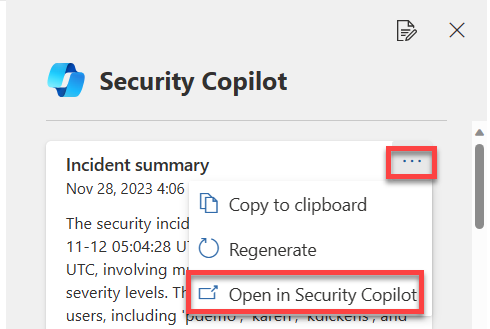 Security Copilot
Incident summary
Nov 28, 2023 4:06
Copy to clipboard
Regenerate
Open in Security Copilot
The security incid
11-12 05:04:28 U
UTC, involving
severity levels. Th
users, including 'pdemo', 'karen', 'kuickens', and